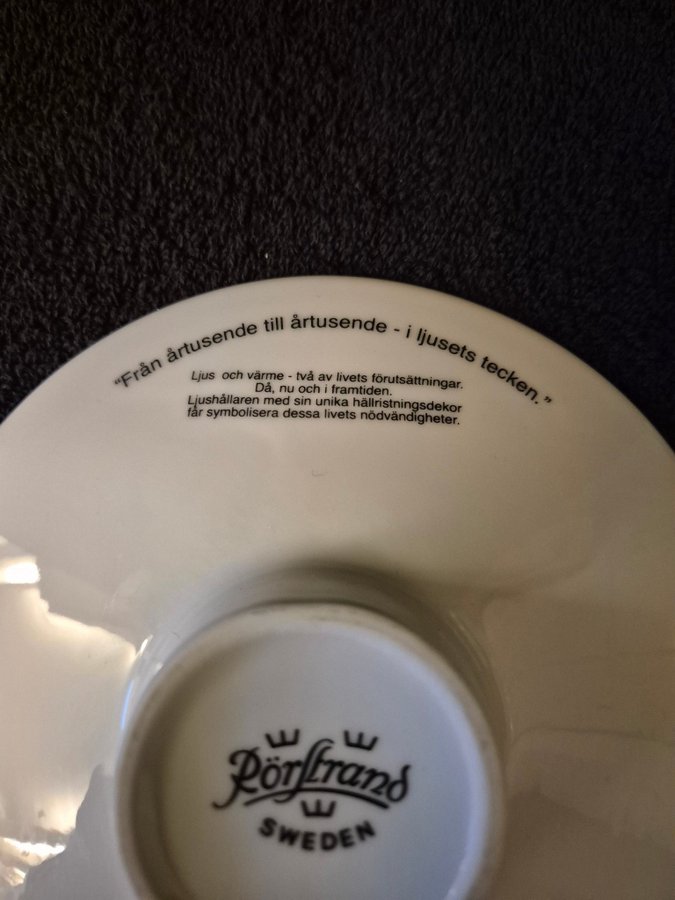 "Från årtusende till årtusende - i ljusets tecken."
Ljus och värme - två av livets förutsättningar.
Då, nu och i framtiden.
Ljushållaren med sin unika hällristningsdekor
får symbolisera dessa livets nödvändigheter.
Rörstrand
SWEDEN